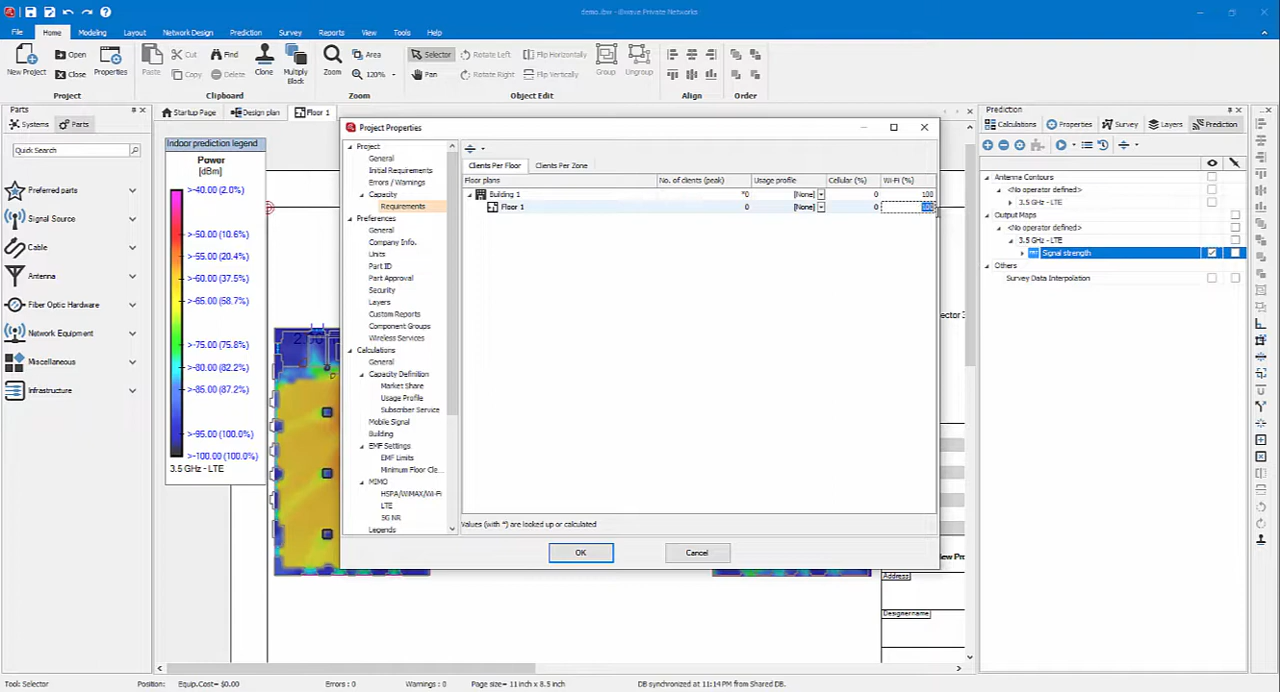 demo.ibw - iBwave Private Networks
File Home Modeling Layout Network Design Prediction Survey Reports View Tools Help
New Project
Open
Close
Properties
Project
Paste
Cut
Copy
Find
Delete
Clone
Multiply Block
Clipboard
Zoom
Area
120%
Zoom
Selector
Pan
Rotate Left
Rotate Right
Flip Horizontally
Flip Vertically
Group
Ungroup
Object Edit
Align
Order
Parts
Systems Parts
Quick Search
Preferred parts
Signal Source
Cable
Antenna
Fiber Optic Hardware
Network Equipment
Miscellaneous
Infrastructure
Startup Page Design plan Floor 1
Indoor prediction legend
Power
[dBm]
>-40.00 (2.0%)
>-50.00 (10.6%)
>-55.00 (20.4%)
>-60.00 (37.5%)
>-65.00 (58.7%)
>-75.00 (75.8%)
>-80.00 (82.2%)
>-85.00 (87.2%)
>-95.00 (100.0%)
>-100.00 (100.0%)
3.5 GHz - LTE
Project Properties
Project
General
Initial Requirements
Errors / Warnings
Capacity
Requirements
Preferences
General
Company Info.
Units
Part ID
Part Approval
Security
Layers
Custom Reports
Component Groups
Wireless Services
Calculations
General
Capacity Definition
Market Share
Usage Profile
Subscriber Service
Mobile Signal
Building
EMF Settings
EMF Limits
Minimum Floor Cle...
MIMO
HSPA/WiMAX/Wi-Fi
LTE
5G NR
Legends
Clients Per Floor Clients Per Zone
Floor plans No. of clients (peak) Usage profile Cellular (%) Wi-Fi (%)
Building 1 *0 [None] 0 100
Floor 1 0 [None] 0 100
Values (with *) are looked up or calculated
OK Cancel
Address
Designername
Prediction
Calculations Properties Survey Layers Prediction
Antenna Contours
<No operator defined>
3.5 GHz - LTE
Output Maps
<No operator defined>
3.5 GHz - LTE
Signal strength
Others
Survey Data Interpolation
Tool: Selector Position: Equip.Cost= $0.00 Errors : 0 Warnings : 0 Page size= 11 inch x 8.5 inch DB synchronized at 11:14 PM from Shared DB.